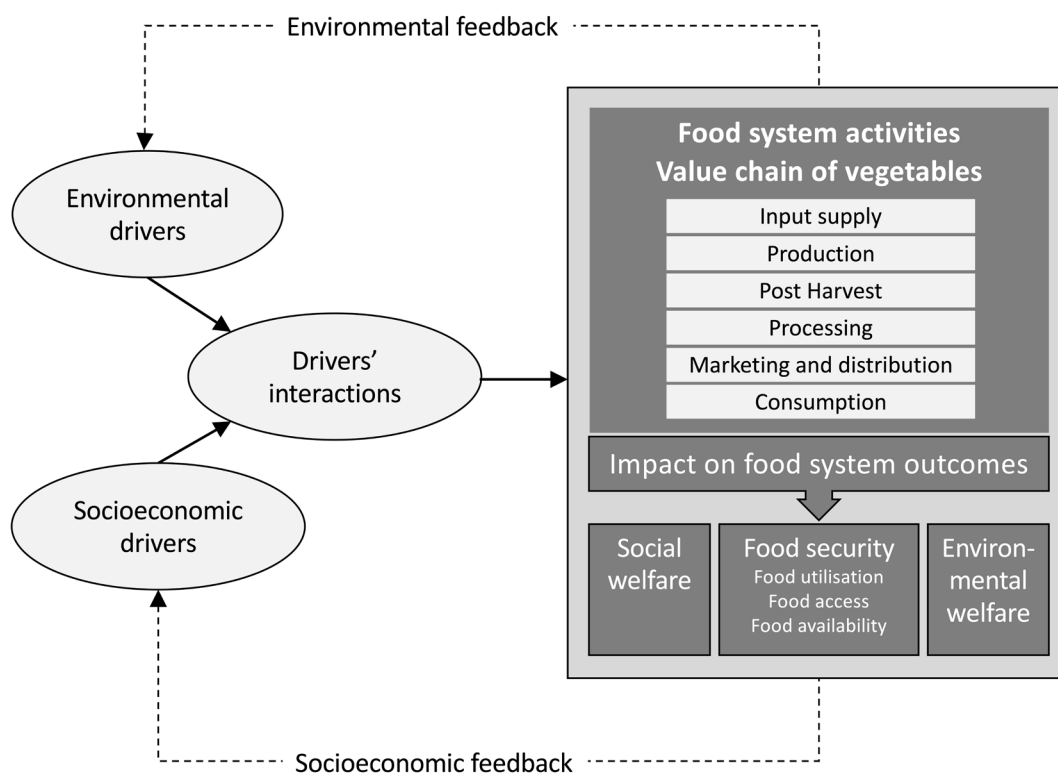 Environmental feedback
Environmental
drivers
Drivers’
interactions
Socioeconomic
drivers
Socioeconomic feedback
Food system activities
Value chain of vegetables
Input supply
Production
Post Harvest
Processing
Marketing and distribution
Consumption
Impact on food system outcomes
Social
welfare
Food security
Food utilisation
Food access
Food availability
Environ-
mental
welfare